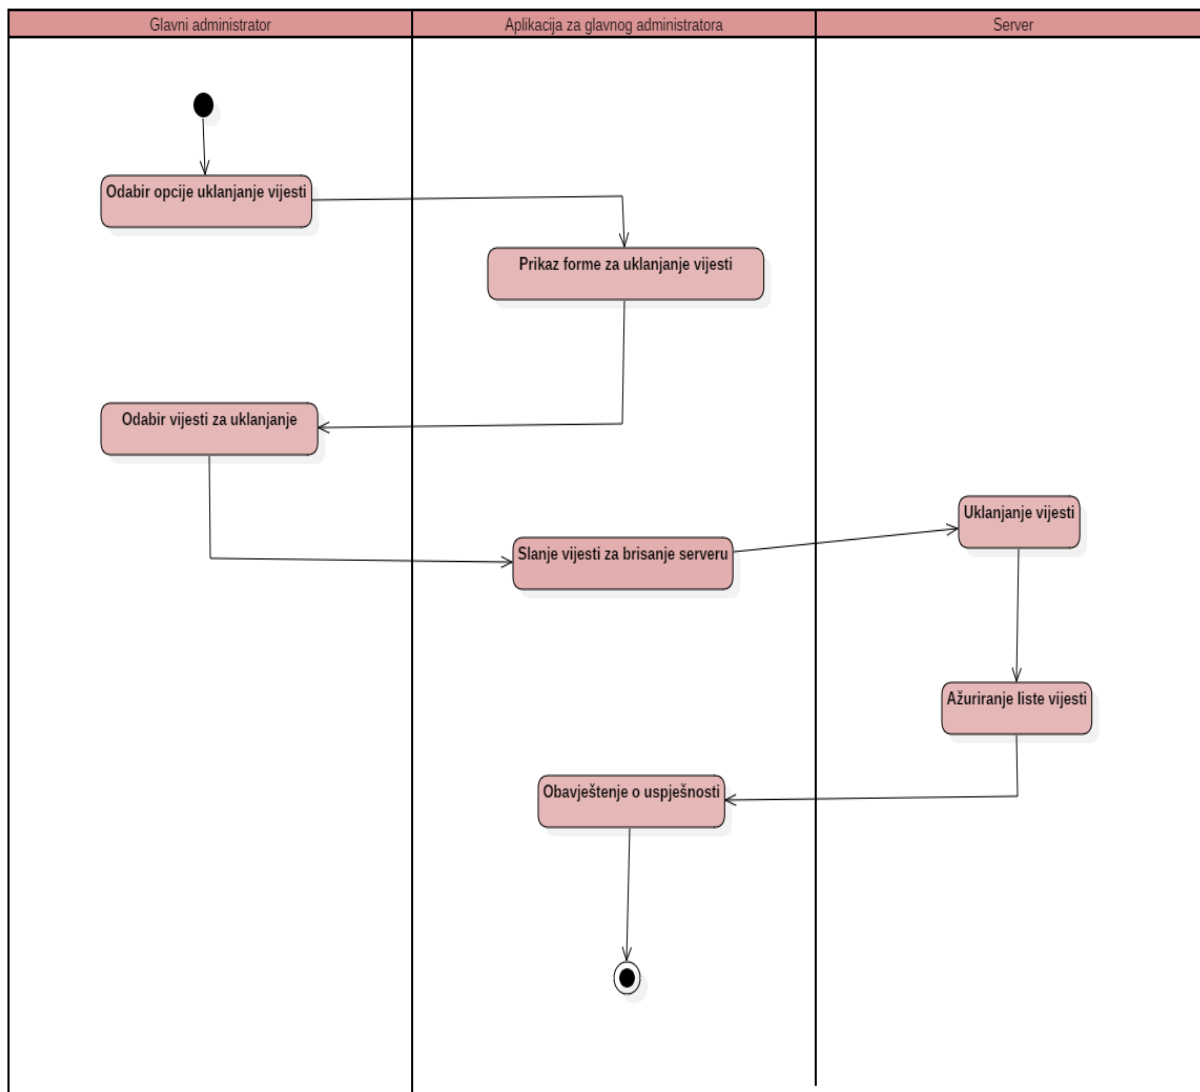 Glavni administrator
Aplikacija za glavnog administratora
Server
Odabir opcije uklanjanje vijesti
Prikaz forme za uklanjanje vijesti
Odabir vijesti za uklanjanje
Slanje vijesti za brisanje serveru
Uklanjanje vijesti
Ažuriranje liste vijesti
Obavještenje o uspješnosti